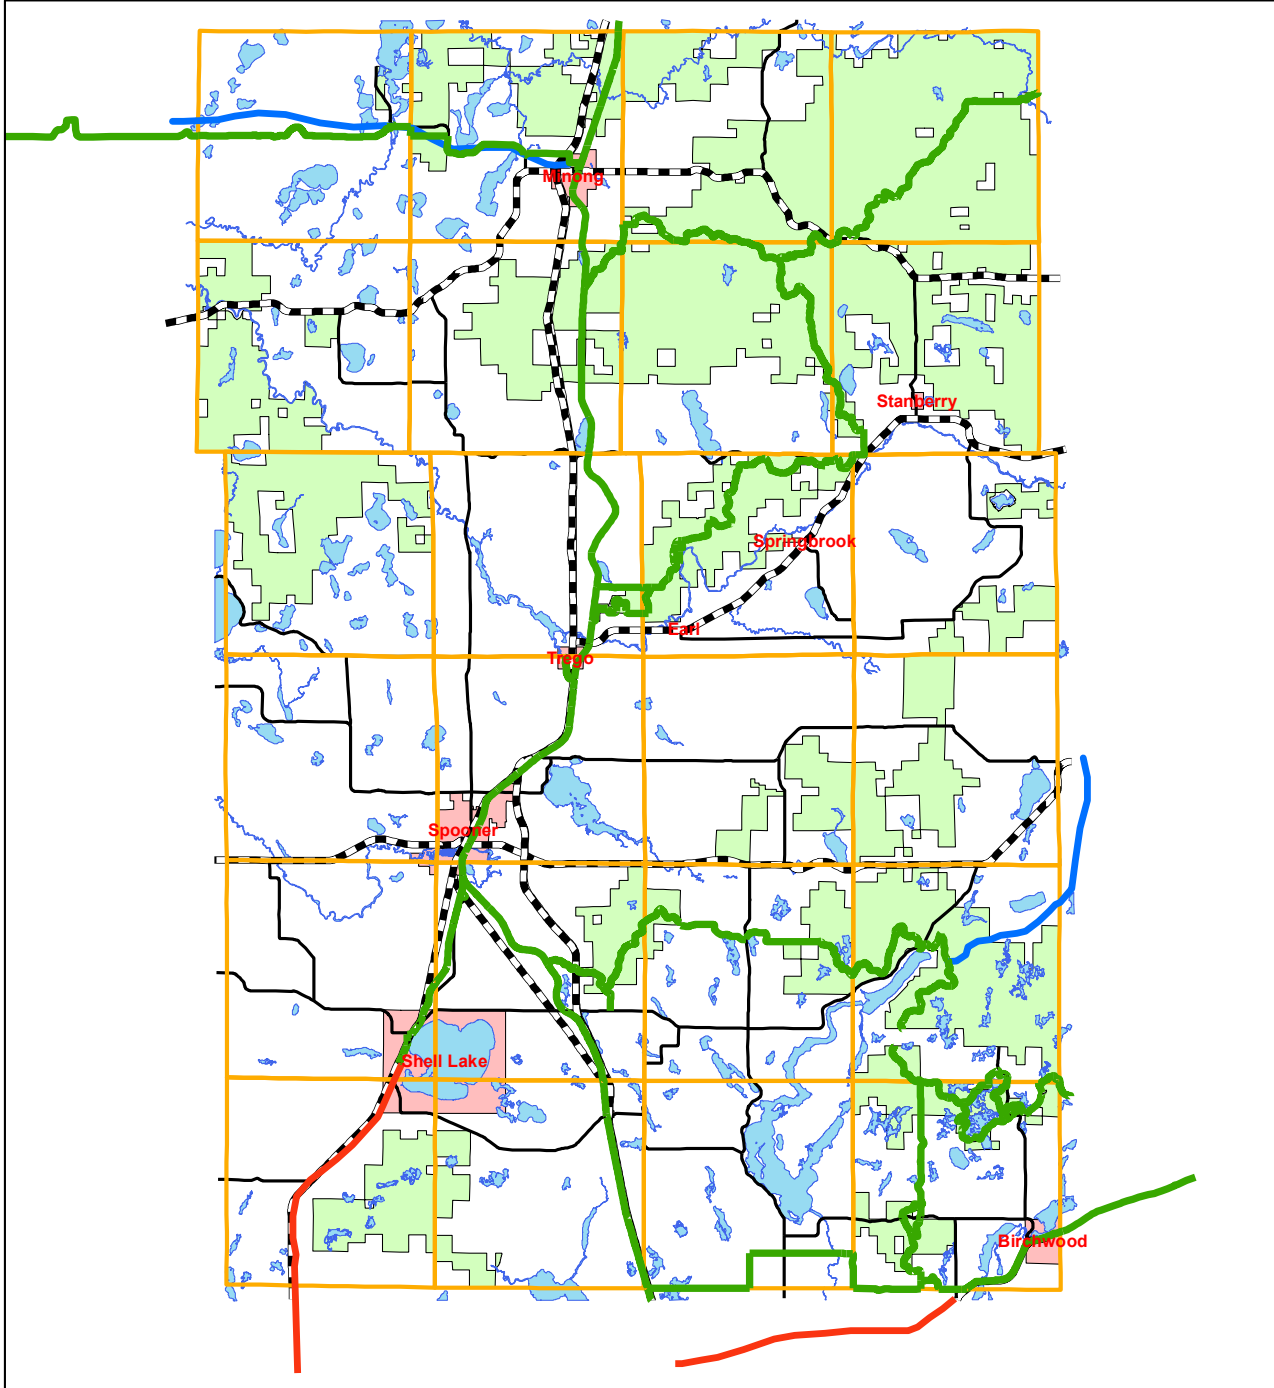 Minong
Stanberry
Springbrook
Earl
Trego
Spooner
Shell Lake
Birchwood